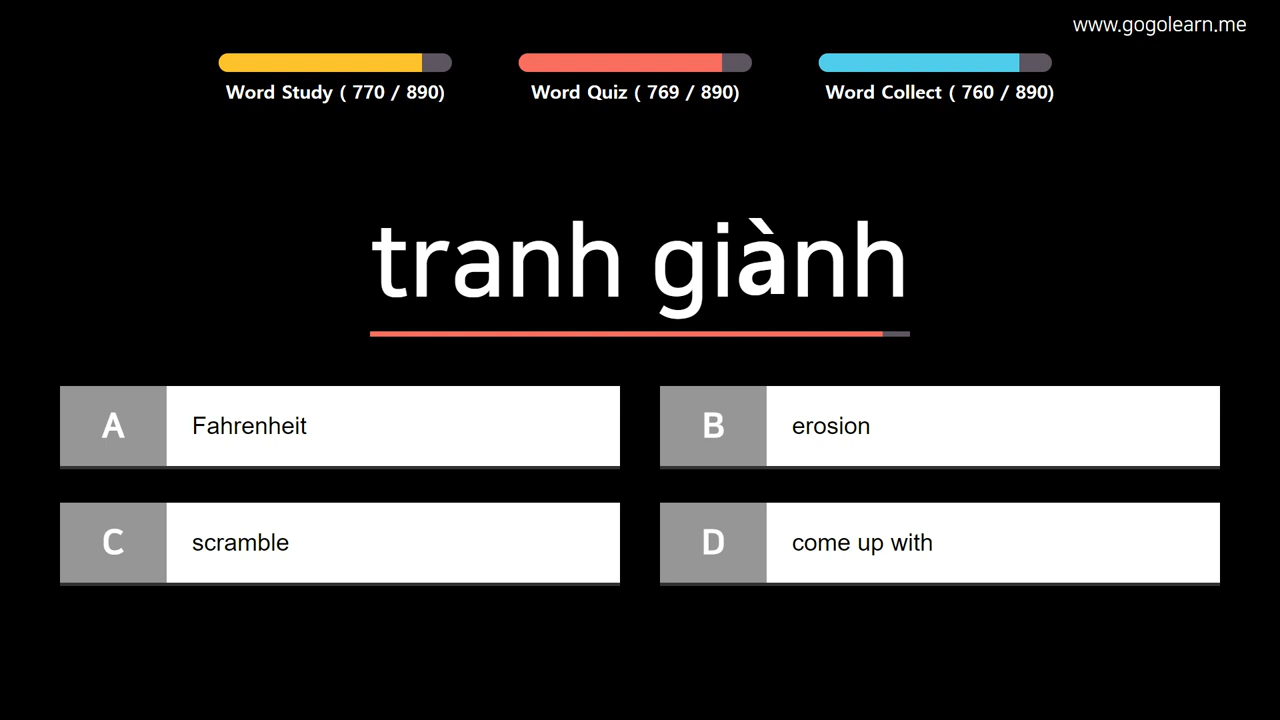 www.gogolearn.me
Word Study ( 770 / 890)
Word Quiz ( 769 / 890)
Word Collect ( 760 / 890)
tranh giành
A Fahrenheit
B erosion
C scramble
D come up with